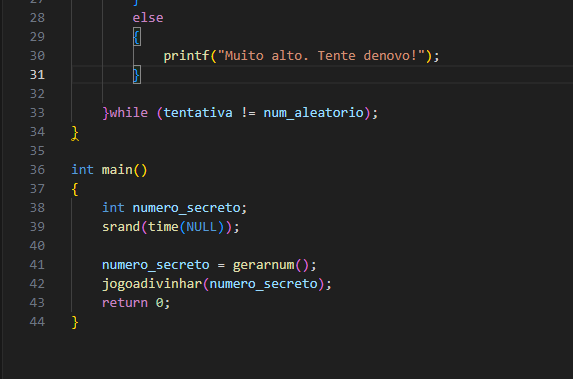 27 }
28 else
29 {
30 printf("Muito alto. Tente denovo!");
31 }
32
33 }while (tentativa != num_aleatorio);
34 }
35
36 int main()
37 {
38 int numero_secreto;
39 srand(time(NULL));
40
41 numero_secreto = gerarnum();
42 jogoadivinhar(numero_secreto);
43 return 0;
44 }